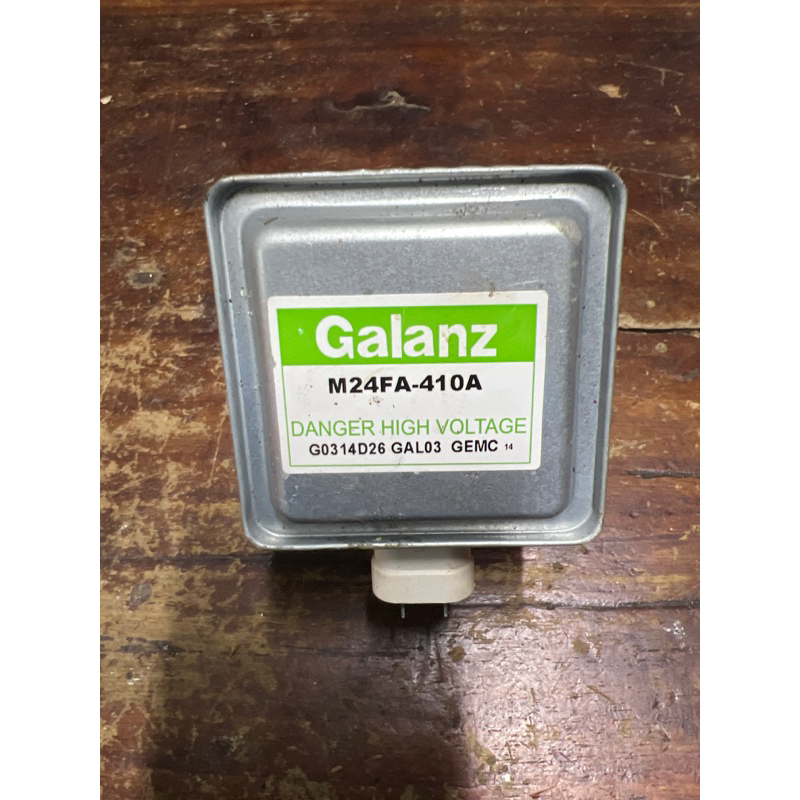 Galanz
M24FA-410A
DANGER HIGH VOLTAGE
G0314D26 GAL03 GEMC 14